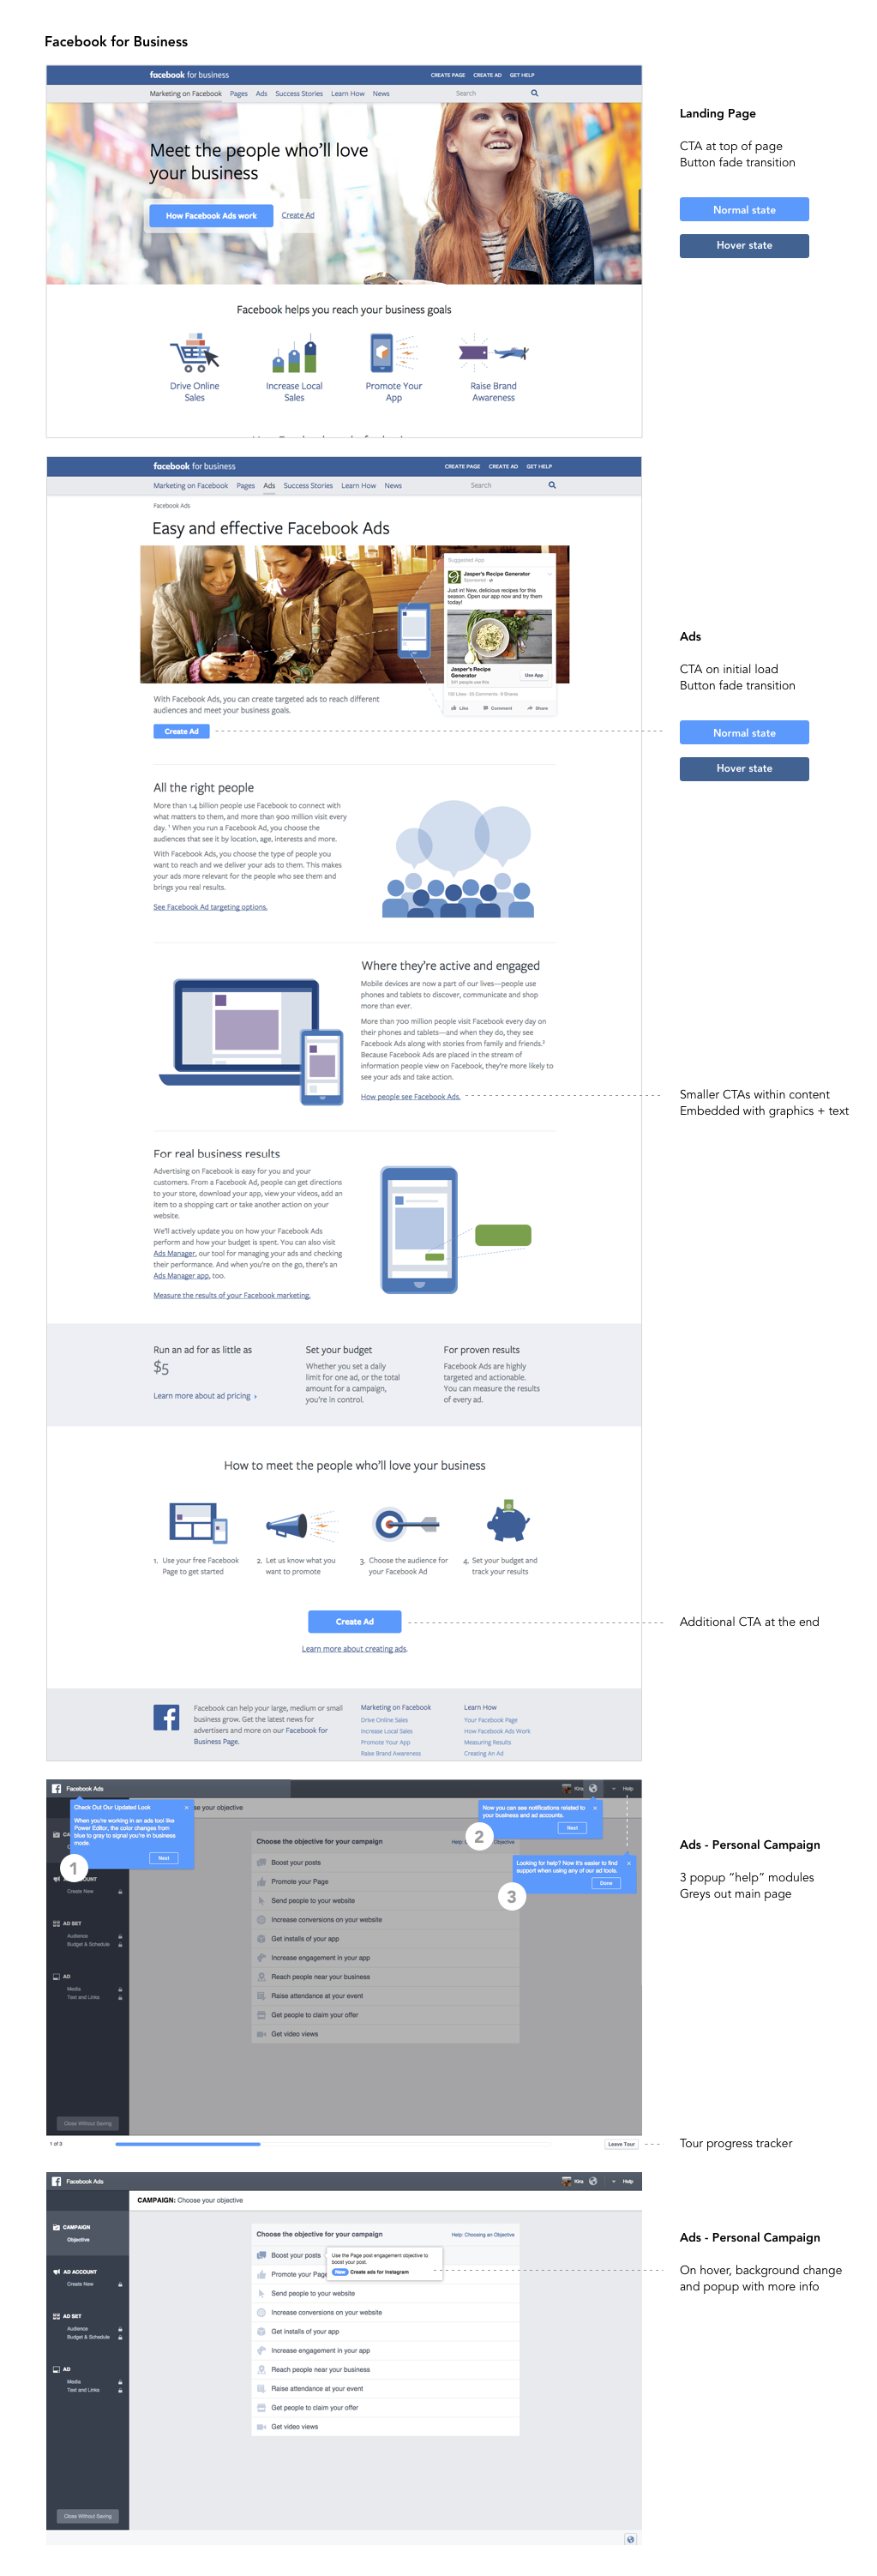 Facebook for Business
facebook for business
CREATE PAGE CREATE AD GET HELP
Marketing on Facebook Pages Ads Success Stories Learn How News Search
Meet the people who'll love
your business
How Facebook Ads work Create Ad
Facebook helps you reach your business goals
Drive Online
Sales
Increase Local
Sales
Promote Your
App
Raise Brand
Awareness
Landing Page
CTA at top of page
Button fade transition
Normal state
Hover state
facebook for business
CREATE PAGE CREATE AD GET HELP
Marketing on Facebook Pages Ads Success Stories Learn How News Search
Facebook Ads
Easy and effective Facebook Ads
Suggested App
Jasper's Recipe Generator
Sponsored
Just in! New, delicious recipes for this
season. Open our app now and try them
today!
Jasper's Recipe
Generator
541 people use this
Use App
Like Comment Share
With Facebook Ads, you can create targeted ads to reach different
audiences and meet your business goals.
Create Ad
Ads
CTA on initial load
Button fade transition
Normal state
Hover state
All the right people
More than 1.4 billion people use Facebook to connect with
what matters to them, and more than 900 million visit every
day. ¹ When you run a Facebook Ad, you choose the
audiences that see it by location, age, interests and more.
With Facebook Ads, you choose the type of people you
want to reach and we deliver your ads to them. This makes
your ads more relevant for the people who see them and
brings you real results.
See Facebook Ad targeting options.
Where they're active and engaged
Mobile devices are now a part of our lives—people use
phones and tablets to discover, communicate and shop
more than ever.
More than 700 million people visit Facebook every day on
their phones and tablets—and when they do, they see
Facebook Ads along with stories from family and friends.²
Because Facebook Ads are placed in the stream of
information people view on Facebook, they're more likely to
see your ads and take action.
How people see Facebook Ads.
Smaller CTAs within content
Embedded with graphics + text
For real business results
Advertising on Facebook is easy for you and your
customers. From a Facebook Ad, people can get directions
to your store, download your app, view your videos, add an
item to a shopping cart or take another action on your
website.
We'll actively update you on how your Facebook Ads
perform and how your budget is spent. You can also visit
Ads Manager, our tool for managing your ads and checking
their performance. And when you're on the go, there's an
Ads Manager app, too.
Measure the results of your Facebook marketing.
Run an ad for as little as
$5
Learn more about ad pricing ›
Set your budget
Whether you set a daily
limit for one ad, or the total
amount for a campaign,
you're in control.
For proven results
Facebook Ads are highly
targeted and actionable.
You can measure the results
of every ad.
How to meet the people who'll love your business
1. Use your free Facebook
Page to get started
2. Let us know what you
want to promote
3. Choose the audience for
your Facebook Ad
4. Set your budget and
track your results
Create Ad
Learn more about creating ads.
Additional CTA at the end
Facebook can help your large, medium or small
business grow. Get the latest news for
advertisers and more on our Facebook for
Business Page.
Marketing on Facebook
Drive Online Sales
Increase Local Sales
Promote Your App
Raise Brand Awareness
Learn How
Your Facebook Page
How Facebook Ads Work
Measuring Results
Creating An Ad
Facebook Ads
Kira Help
Check Out Our Updated Look
When you're working in an ads tool like
Power Editor, the color changes from
blue to gray to signal you're in business
mode.
Next
1
se your objective
Now you can see notifications related to
your business and ad accounts.
Next
2
Looking for help? Now it's easier to find
support when using any of our ad tools.
Done
3
CA
OUNT
Create New
AD SET
Audience
Budget & Schedule
AD
Media
Text and Links
Close Without Saving
Choose the objective for your campaign
Help: Objective
Boost your posts
Promote your Page
Send people to your website
Increase conversions on your website
Get installs of your app
Increase engagement in your app
Reach people near your business
Raise attendance at your event
Get people to claim your offer
Get video views
1 of 3
Leave Tour
Ads - Personal Campaign
3 popup "help" modules
Greys out main page
Tour progress tracker
Facebook Ads
Kira Help
CAMPAIGN: Choose your objective
CAMPAIGN
Objective
AD ACCOUNT
Create New
AD SET
Audience
Budget & Schedule
AD
Media
Text and Links
Close Without Saving
Choose the objective for your campaign
Help: Choosing an Objective
Boost your posts
Use the Page post engagement objective to
boost your post.
New Create ads for Instagram
Promote your Page
Send people to your website
Increase conversions on your website
Get installs of your app
Increase engagement in your app
Reach people near your business
Raise attendance at your event
Get people to claim your offer
Get video views
Ads - Personal Campaign
On hover, background change
and popup with more info